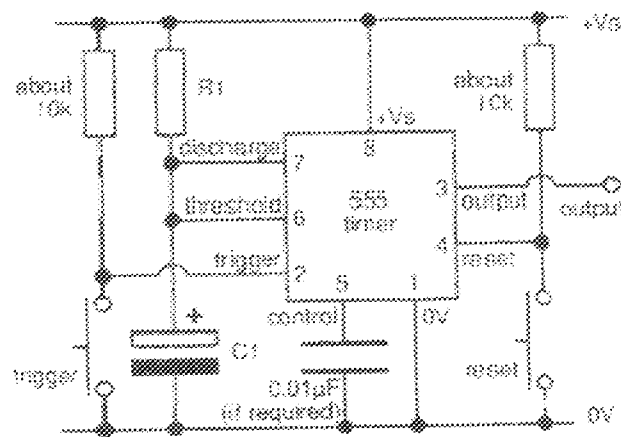 +Vs
about
10k
R1
about
10k
+Vs
8
discharge
7
threshold
6
trigger
2
555
timer
3
output
output
4
reset
5
1
control
0V
+
C1
trigger
0.01µF
(if required)
reset
0V